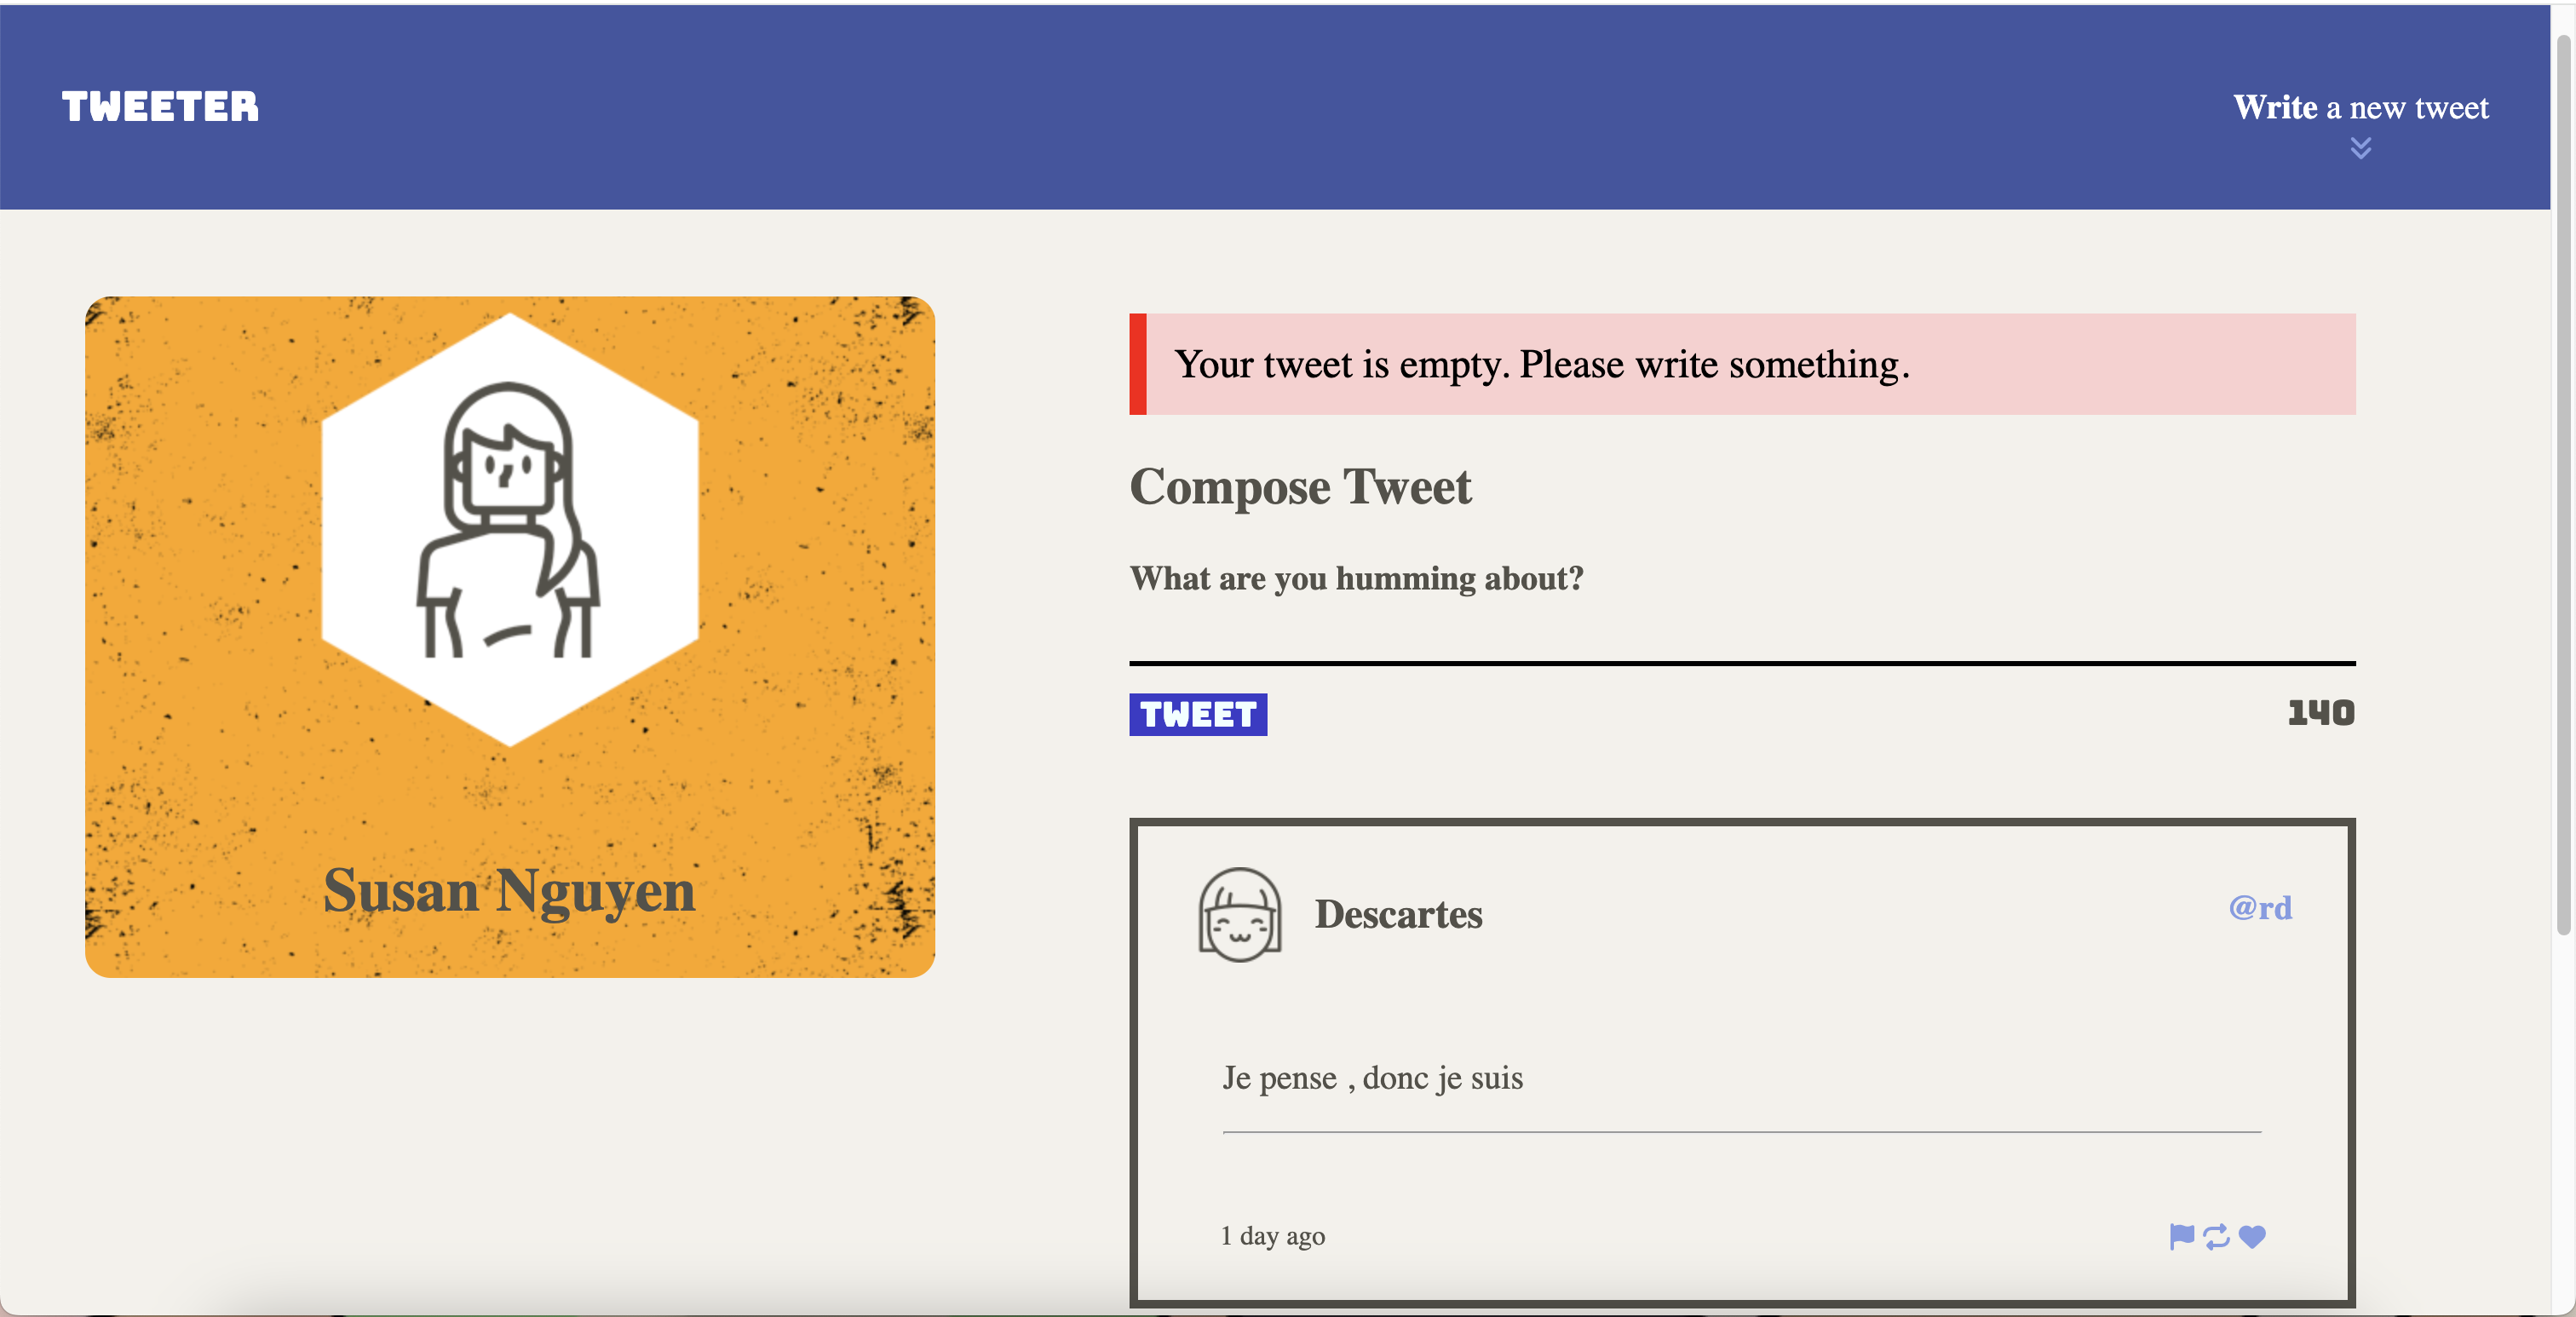 TWEETER
Write a new tweet
Susan Nguyen
Your tweet is empty. Please write something.
Compose Tweet
What are you humming about?
TWEET
140
Descartes
@rd
Je pense , donc je suis
1 day ago